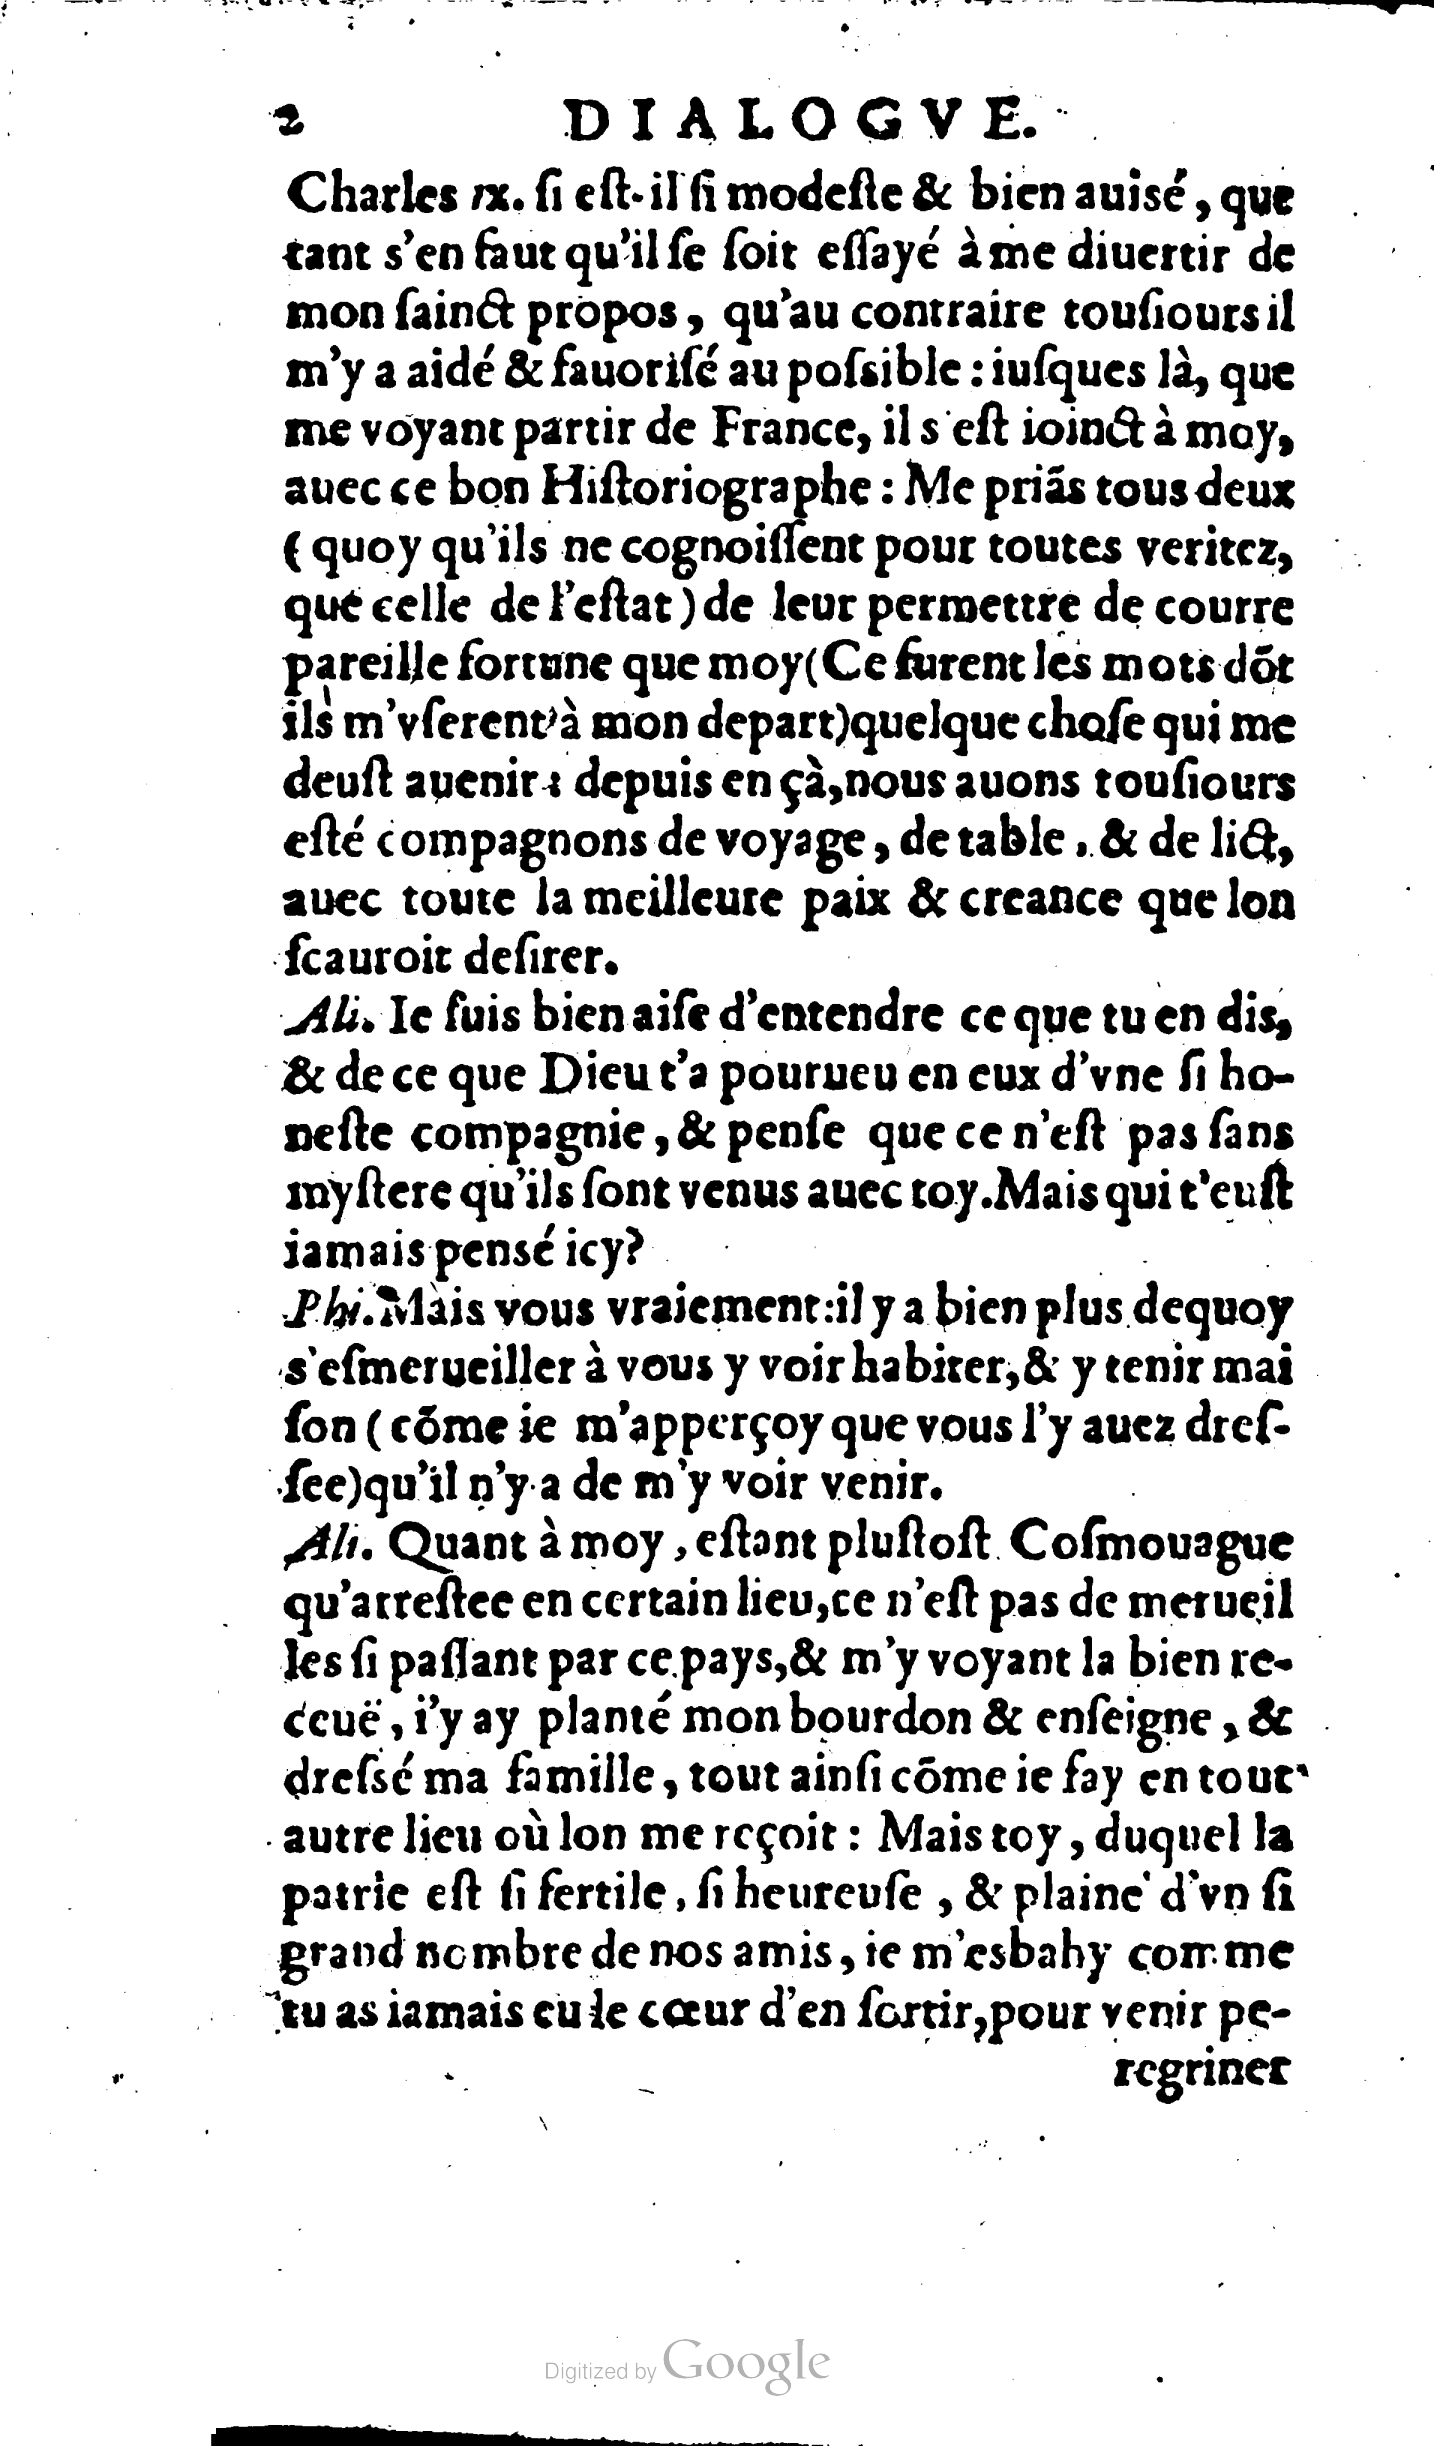 2 DIALOGVE.
Charles IX. ſi eſt-il ſi modeſte & bien auisé, que
tant s'en faut qu'il ſe ſoit eſſayé à me diuertir de
mon ſainct propos, qu'au contraire touſiours il
m'y a aidé & fauoriſé au poſsible : iuſques là, que
me voyant partir de France, il s'eſt ioinct à moy,
auec ce bon Hiſtoriographe : Me priãs tous deux
( quoy qu'ils ne cognoiſſent pour toutes veritez,
que celle de l'eſtat ) de leur permettre de courre
pareille fortune que moy (Ce furent les mots dõt
ils m'vſerent à mon depart) quelque choſe qui me
deuſt auenir : depuis en çà, nous auons touſiours
eſté compagnons de voyage, de table, & de lict,
auec toute la meilleure paix & creance que lon
ſcauroit deſirer.
Ali. Ie ſuis bien aiſe d'entendre ce que tu en dis,
& de ce que Dieu t'a pourueu en eux d'vne ſi ho-
neſte compagnie, & penſe que ce n'eſt pas ſans
myſtere qu'ils ſont venus auec toy. Mais qui t'euſt
iamais pensé icy?
Phi. Mais vous vraiement : il y a bien plus dequoy
s'eſmerueiller à vous y voir habiter, & y tenir mai
ſon ( cõme ie m'apperçoy que vous l'y auez dreſ-
ſee) qu'il n'y a de m'y voir venir.
Ali. Quant à moy, eſtant pluſtoſt Coſmouague
qu'arreſtee en certain lieu, ce n'eſt pas de merueil
les ſi paſſant par ce pays, & m'y voyant la bien re-
ceuë, i'y ay planté mon bourdon & enſeigne, &
dreſsé ma famille, tout ainſi cõme ie fay en tout
autre lieu où lon me reçoit : Mais toy, duquel la
patrie eſt ſi fertile, ſi heureuſe, & plaine d'vn ſi
grand nombre de nos amis, ie m'esbahy comme
tu as iamais eu le cœur d'en ſortir, pour venir pe-
regriner
Digitized by Google